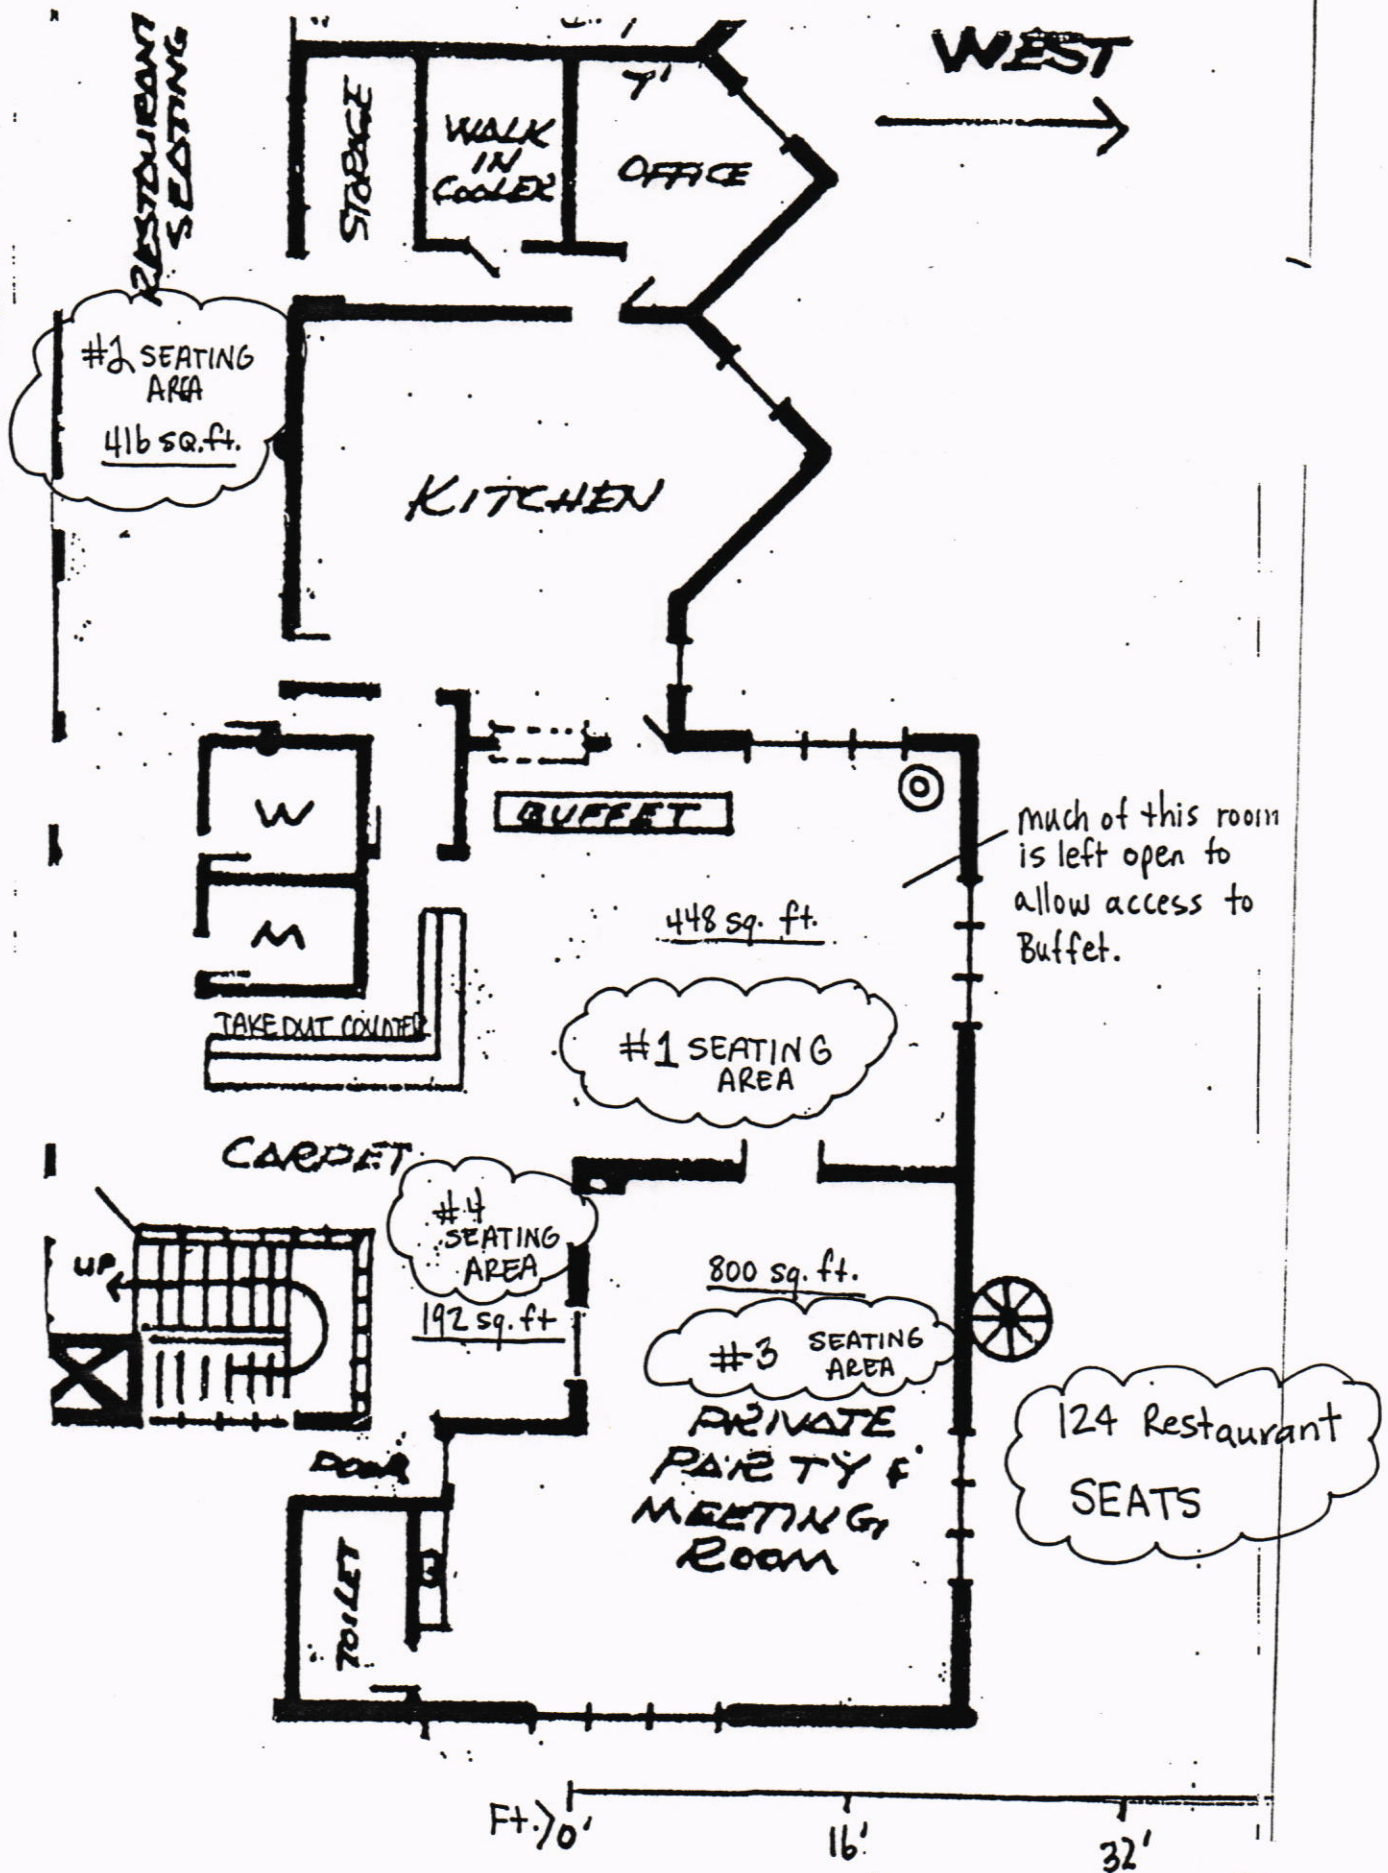 RESTAURANT
SEATING
WEST
7'
STORAGE
WALK
IN
COOLER
OFFICE
#2 SEATING
AREA
416 SQ.ft.
KITCHEN
W
BUFFET
much of this room
is left open to
allow access to
Buffet.
448 sq. ft.
M
TAKEOUT COUNTER
#1 SEATING
AREA
CARPET
#4
SEATING
AREA
192 sq.ft
UP
800 sq. ft.
#3 SEATING
AREA
PRIVATE
PARTY &
MEETING
ROOM
124 Restaurant
SEATS
DOOR
TOILET
Ft.> 0' 16' 32'